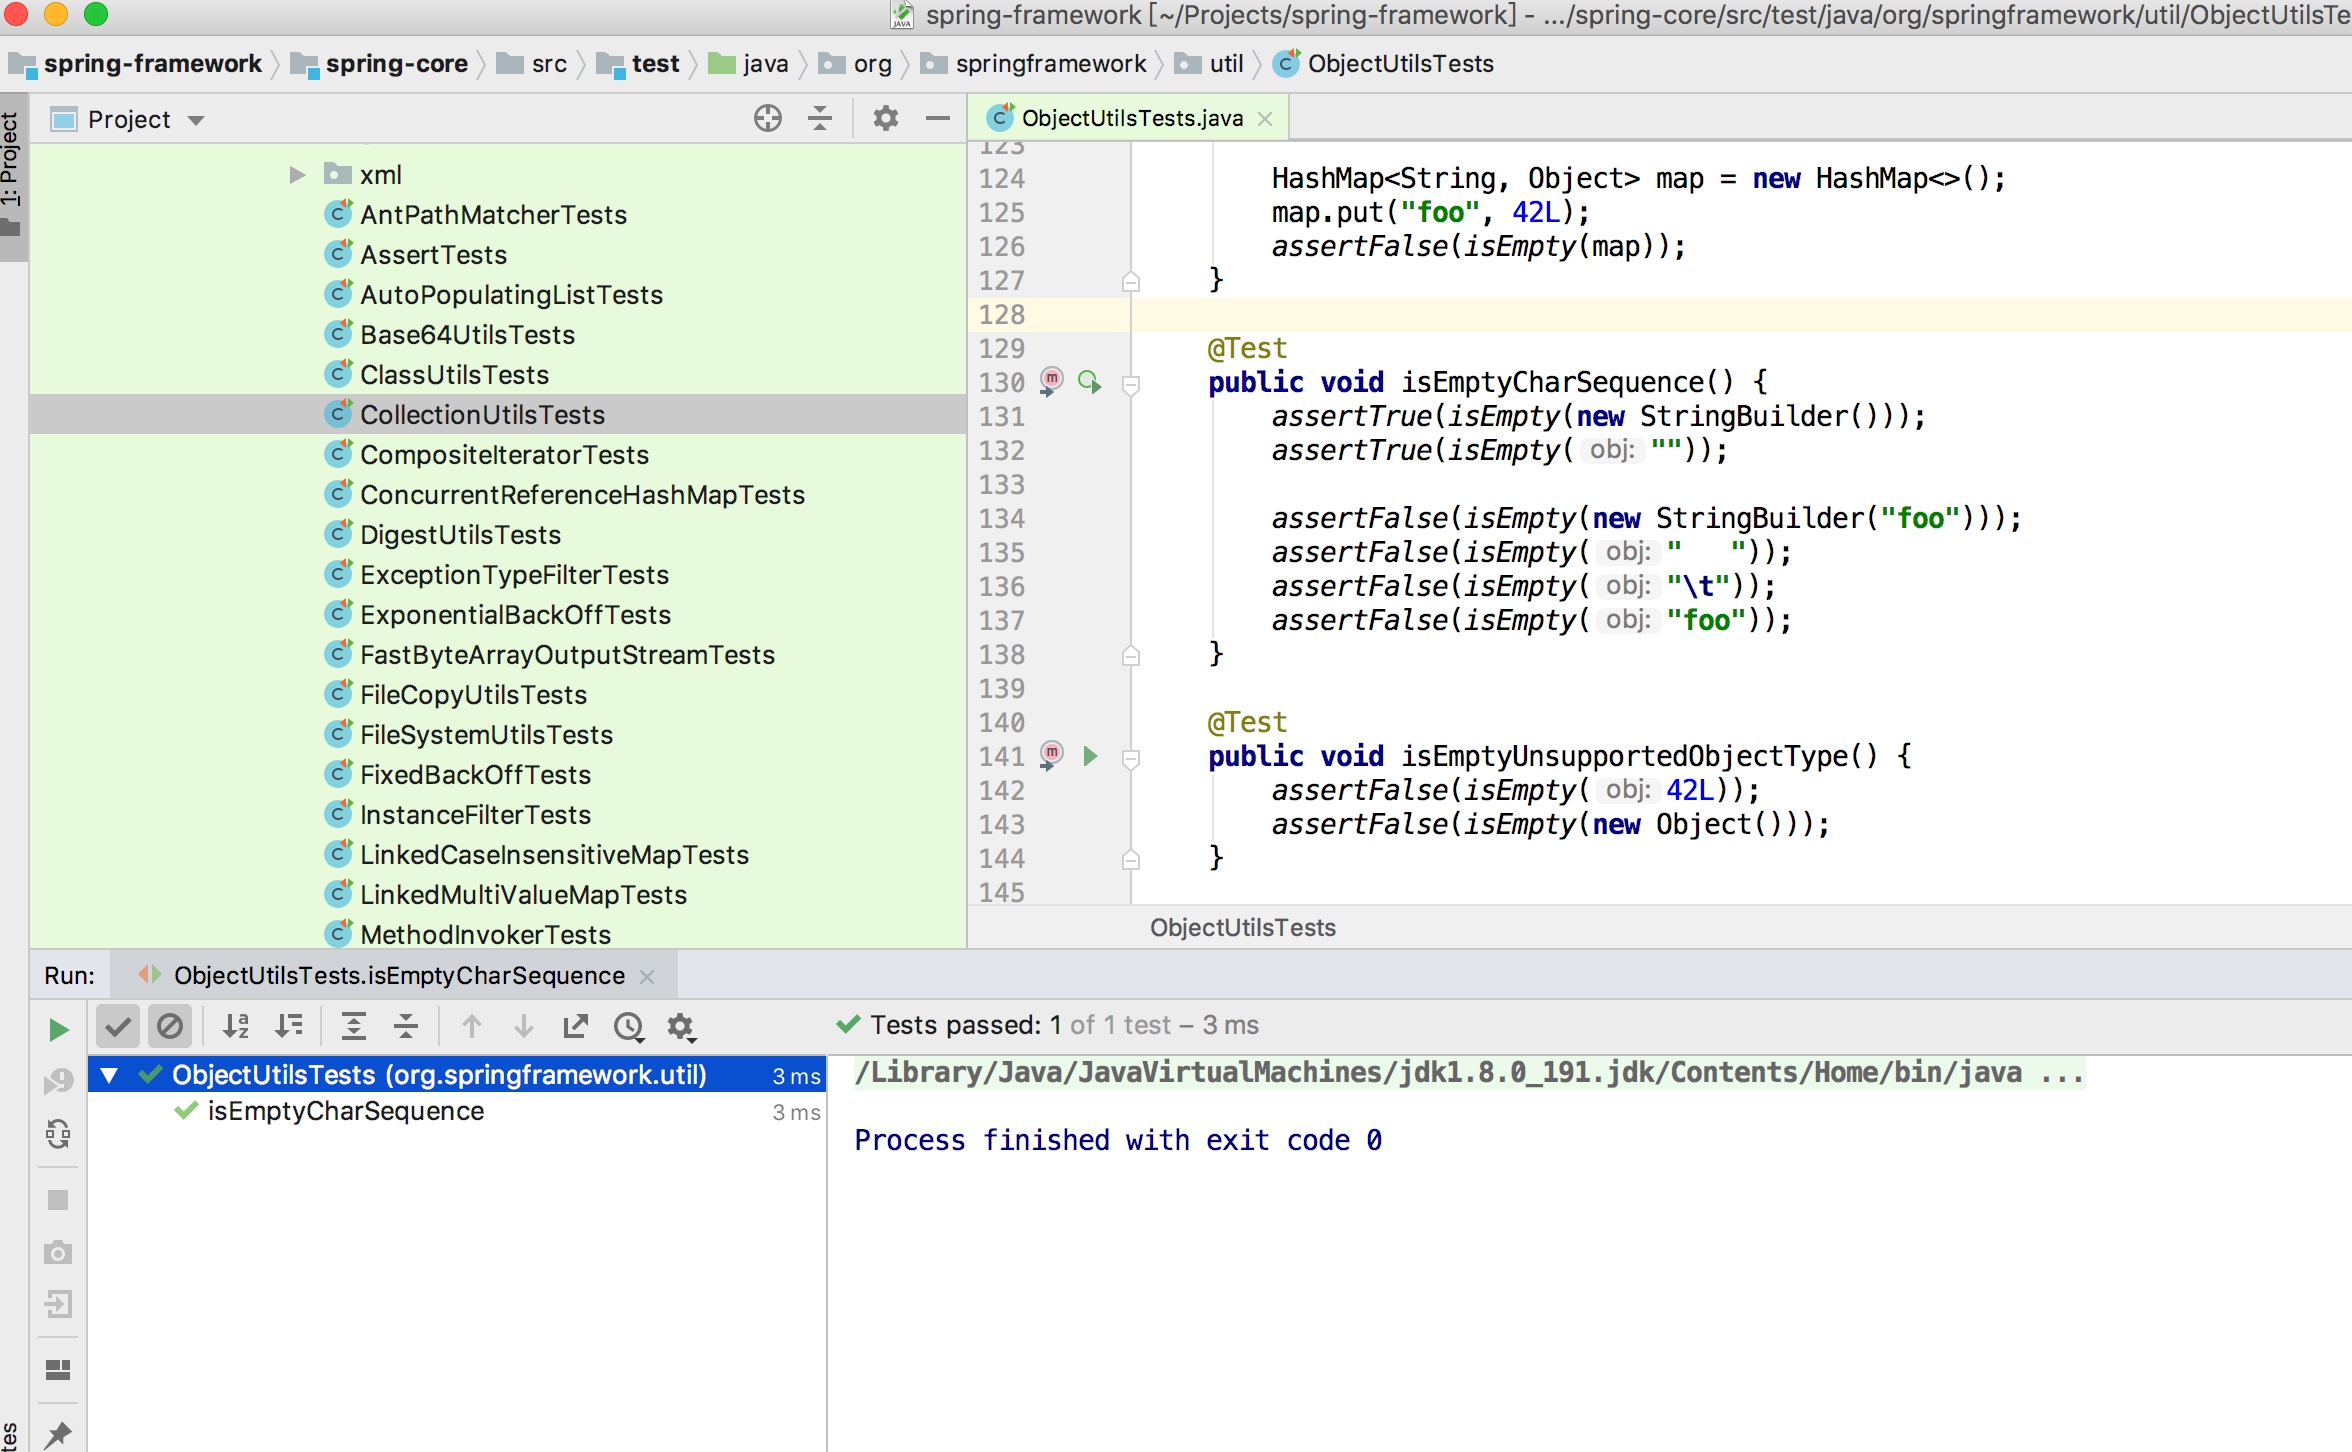 spring-framework [~/Projects/spring-framework] - .../spring-core/src/test/java/org/springframework/util/ObjectUtilsTe
spring-framework spring-core src test java org springframework util ObjectUtilsTests
1: Project
Project
xml
AntPathMatcherTests
AssertTests
AutoPopulatingListTests
Base64UtilsTests
ClassUtilsTests
CollectionUtilsTests
CompositeIteratorTests
ConcurrentReferenceHashMapTests
DigestUtilsTests
ExceptionTypeFilterTests
ExponentialBackOffTests
FastByteArrayOutputStreamTests
FileCopyUtilsTests
FileSystemUtilsTests
FixedBackOffTests
InstanceFilterTests
LinkedCaseInsensitiveMapTests
LinkedMultiValueMapTests
MethodInvokerTests
ObjectUtilsTests.java
123
124 HashMap<String, Object> map = new HashMap<>();
125 map.put("foo", 42L);
126 assertFalse(isEmpty(map));
127 }
128
129 @Test
130 public void isEmptyCharSequence() {
131 assertTrue(isEmpty(new StringBuilder()));
132 assertTrue(isEmpty( obj: ""));
133
134 assertFalse(isEmpty(new StringBuilder("foo")));
135 assertFalse(isEmpty( obj: "   "));
136 assertFalse(isEmpty( obj: "\t"));
137 assertFalse(isEmpty( obj: "foo"));
138 }
139
140 @Test
141 public void isEmptyUnsupportedObjectType() {
142 assertFalse(isEmpty( obj: 42L));
143 assertFalse(isEmpty(new Object()));
144 }
145
ObjectUtilsTests
Run: ObjectUtilsTests.isEmptyCharSequence
Tests passed: 1 of 1 test – 3 ms
ObjectUtilsTests (org.springframework.util) 3 ms
isEmptyCharSequence 3 ms
/Library/Java/JavaVirtualMachines/jdk1.8.0_191.jdk/Contents/Home/bin/java ...
Process finished with exit code 0
tes